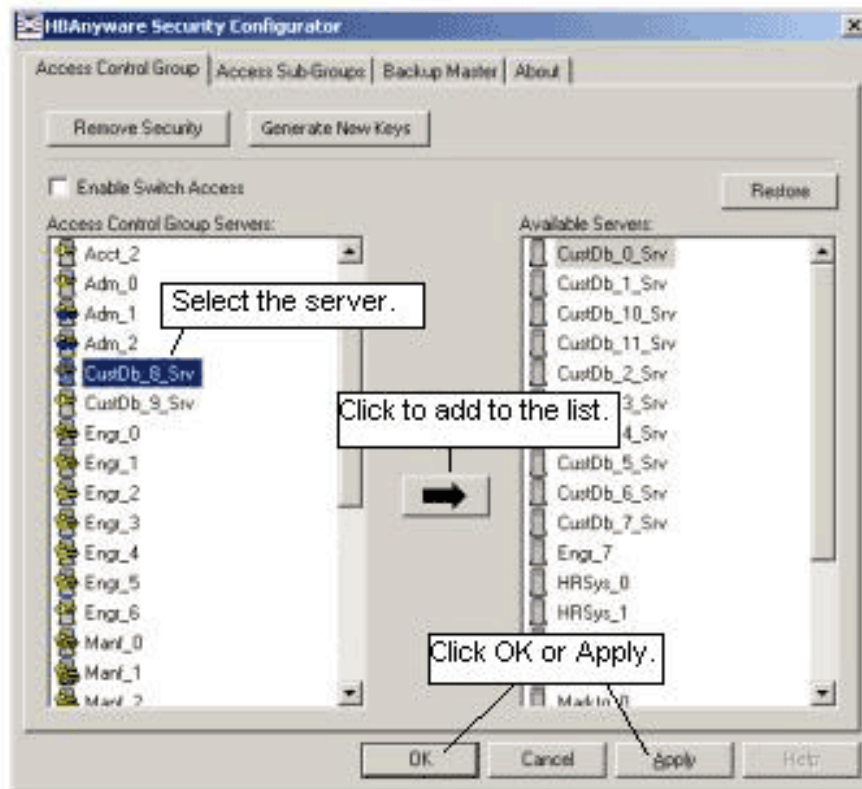 HBAnyware Security Configurator
Access Control Group
Access Sub-Groups
Backup Master
About
Remove Security
Generate New Keys
Enable Switch Access
Restore
Access Control Group Servers:
Acct_2
Adm_0
Adm_1
Adm_2
CustDb_8_Srv
CustDb_9_Srv
Engr_0
Engr_1
Engr_2
Engr_3
Engr_4
Engr_5
Engr_6
Manf_0
Manf_1
Manf_2
Select the server.
Click to add to the list.
Available Servers:
CustDb_0_Srv
CustDb_1_Srv
CustDb_10_Srv
CustDb_11_Srv
CustDb_2_Srv
3_Srv
4_Srv
CustDb_5_Srv
CustDb_6_Srv
CustDb_7_Srv
Engr_7
HRSys_0
HRSys_1
Click OK or Apply.
OK
Cancel
Apply
Help